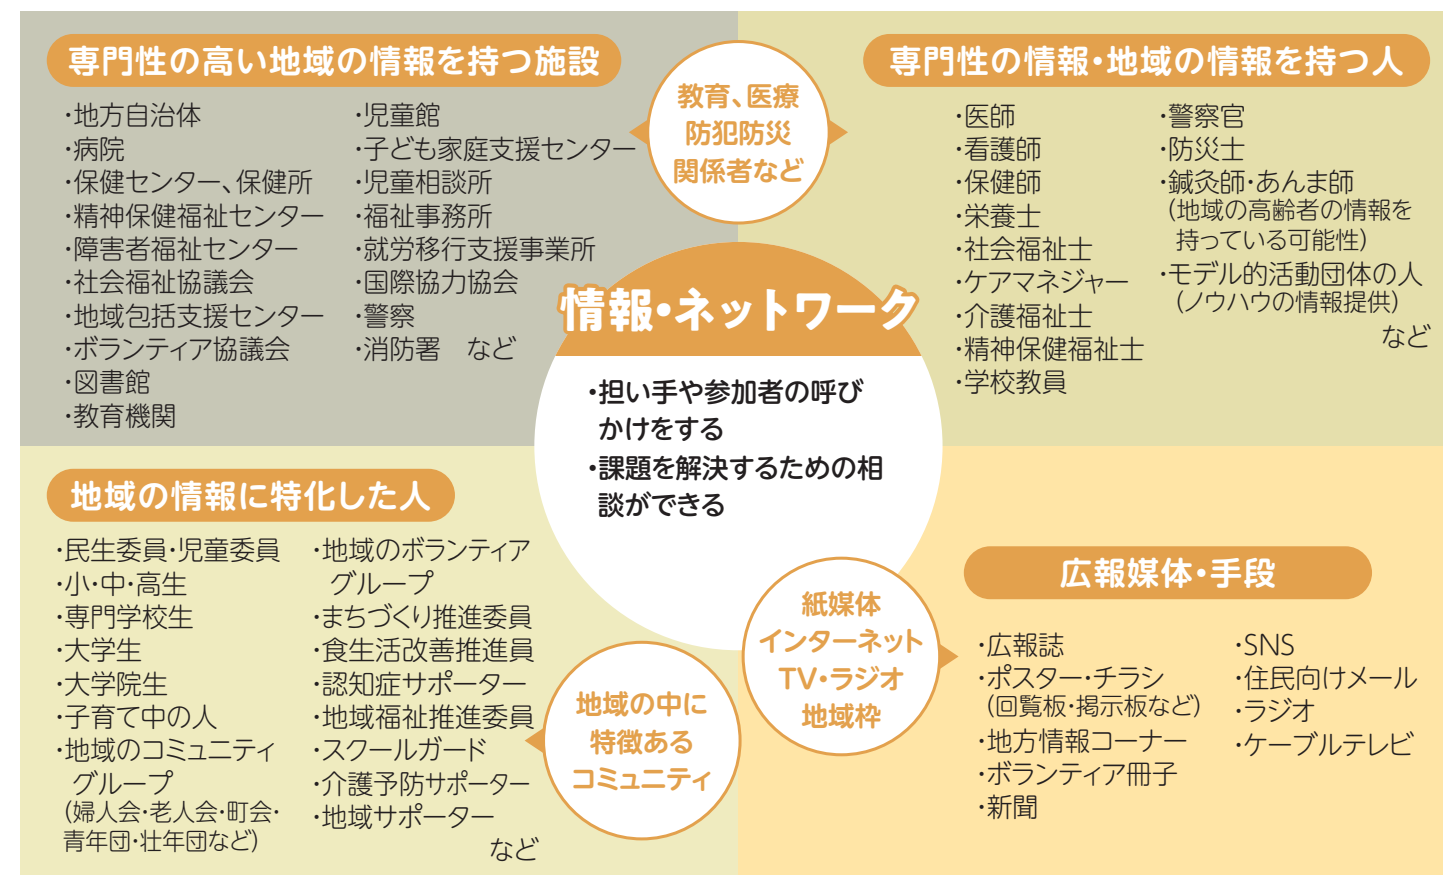 専門性の高い地域の情報を持つ施設
・地方自治体
・病院
・保健センター、保健所
・精神保健福祉センター
・障害者福祉センター
・社会福祉協議会
・地域包括支援センター
・ボランティア協議会
・図書館
・教育機関
・児童館
・子ども家庭支援センター
・児童相談所
・福祉事務所
・就労移行支援事業所
・国際協力協会
・警察
・消防署　など
教育、医療
防犯防災
関係者など
専門性の情報・地域の情報を持つ人
・医師
・看護師
・保健師
・栄養士
・社会福祉士
・ケアマネジャー
・介護福祉士
・精神保健福祉士
・学校教員
・警察官
・防災士
・鍼灸師・あんま師
(地域の高齢者の情報を
持っている可能性)
・モデル的活動団体の人
(ノウハウの情報提供)
など
情報・ネットワーク
・担い手や参加者の呼び
かけをする
・課題を解決するための相
談ができる
地域の情報に特化した人
・民生委員・児童委員
・小・中・高生
・専門学校生
・大学生
・大学院生
・子育て中の人
・地域のコミュニティ
グループ
(婦人会・老人会・町会・
青年団・壮年団など)
・地域のボランティア
グループ
・まちづくり推進委員
・食生活改善推進員
・認知症サポーター
・地域福祉推進委員
・スクールガード
・介護予防サポーター
・地域サポーター
など
地域の中に
特徴ある
コミュニティ
紙媒体
インターネット
TV・ラジオ
地域枠
広報媒体・手段
・広報誌
・ポスター・チラシ
(回覧板・掲示板など)
・地方情報コーナー
・ボランティア冊子
・新聞
・SNS
・住民向けメール
・ラジオ
・ケーブルテレビ